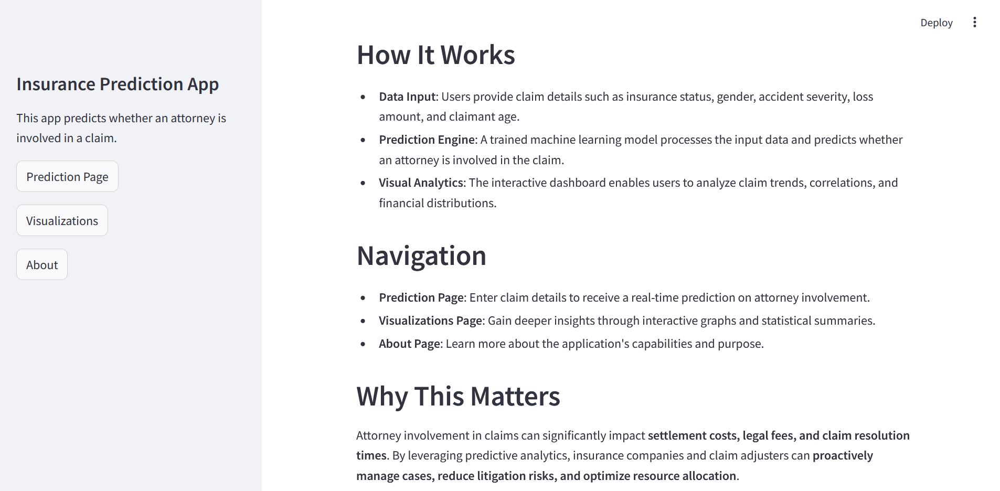 Deploy
Insurance Prediction App
This app predicts whether an attorney is
involved in a claim.
Prediction Page
Visualizations
About
How It Works
Data Input: Users provide claim details such as insurance status, gender, accident severity, loss
amount, and claimant age.
Prediction Engine: A trained machine learning model processes the input data and predicts whether
an attorney is involved in the claim.
Visual Analytics: The interactive dashboard enables users to analyze claim trends, correlations, and
financial distributions.
Navigation
Prediction Page: Enter claim details to receive a real-time prediction on attorney involvement.
Visualizations Page: Gain deeper insights through interactive graphs and statistical summaries.
About Page: Learn more about the application's capabilities and purpose.
Why This Matters
Attorney involvement in claims can significantly impact settlement costs, legal fees, and claim resolution
times. By leveraging predictive analytics, insurance companies and claim adjusters can proactively
manage cases, reduce litigation risks, and optimize resource allocation.